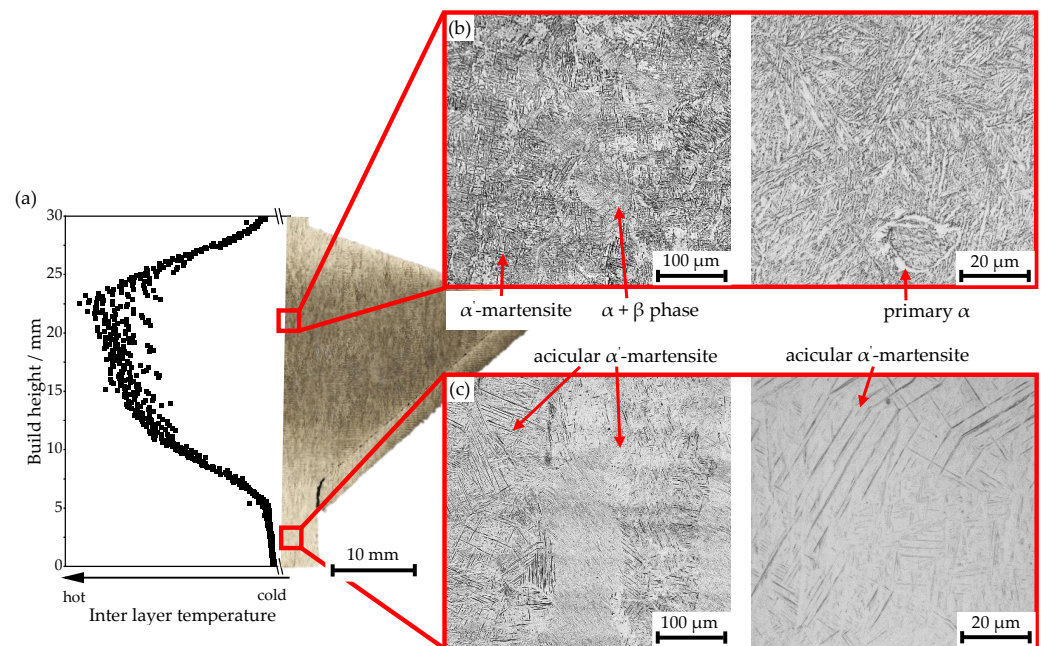 (a)
30
25
20
15
10
5
0
Build height / mm
hot
cold
Inter layer temperature
10 mm
(b)
100 µm
20 µm
α'-martensite
α + β phase
primary α
acicular α'-martensite
acicular α'-martensite
(c)
100 µm
20 µm